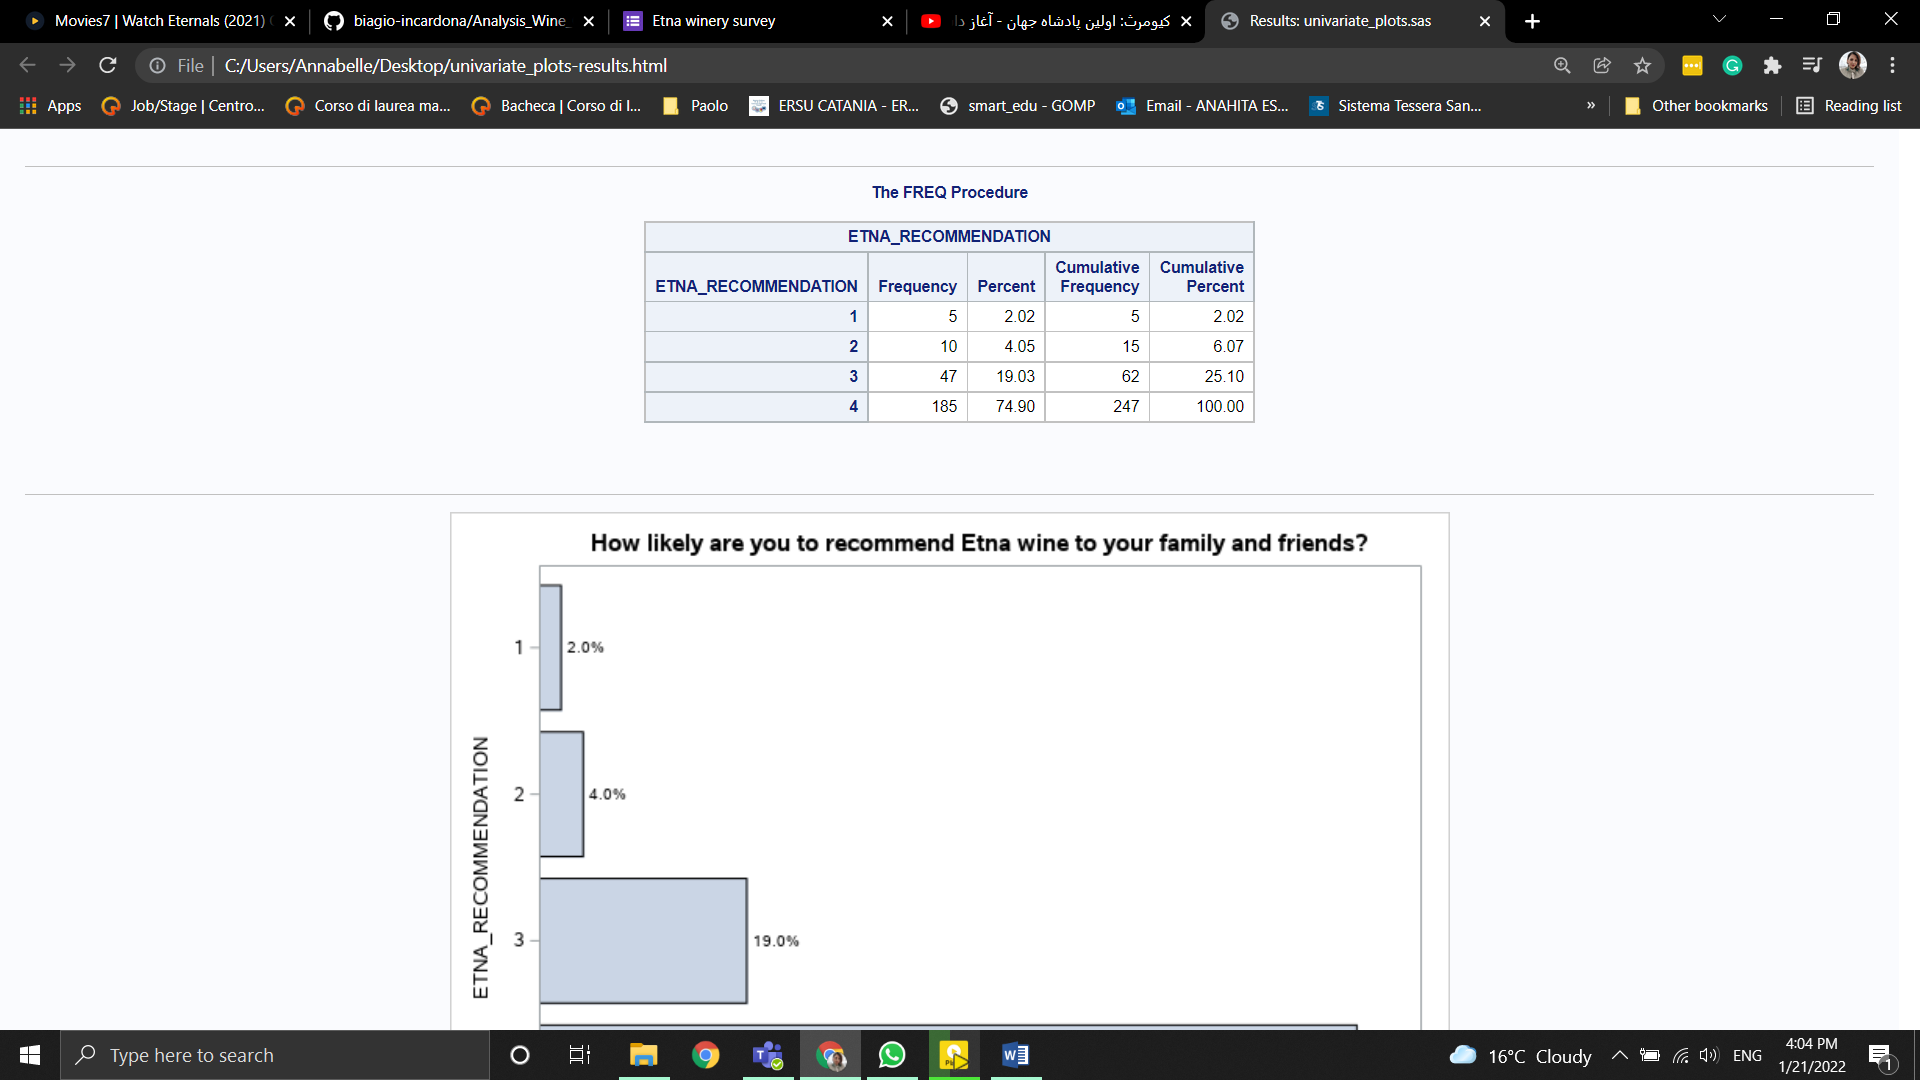 Movies7 | Watch Eternals (2021)
biagio-incardona/Analysis_Wine_
Etna winery survey
کیومرث: اولین پادشاه جهان - آغاز دا
Results: univariate_plots.sas
File | C:/Users/Annabelle/Desktop/univariate_plots-results.html
Apps
Job/Stage | Centro...
Corso di laurea ma...
Bacheca | Corso di l...
Paolo
ERSU CATANIA - ER...
smart_edu - GOMP
Email - ANAHITA ES...
Sistema Tessera San...
»
Other bookmarks
Reading list
The FREQ Procedure
ETNA_RECOMMENDATION
ETNA_RECOMMENDATION Frequency Percent Cumulative Frequency Cumulative Percent
1 5 2.02 5 2.02
2 10 4.05 15 6.07
3 47 19.03 62 25.10
4 185 74.90 247 100.00
How likely are you to recommend Etna wine to your family and friends?
1 2.0%
2 4.0%
3 19.0%
ETNA_RECOMMENDATION
Type here to search
16°C Cloudy
ENG
4:04 PM
1/21/2022
1